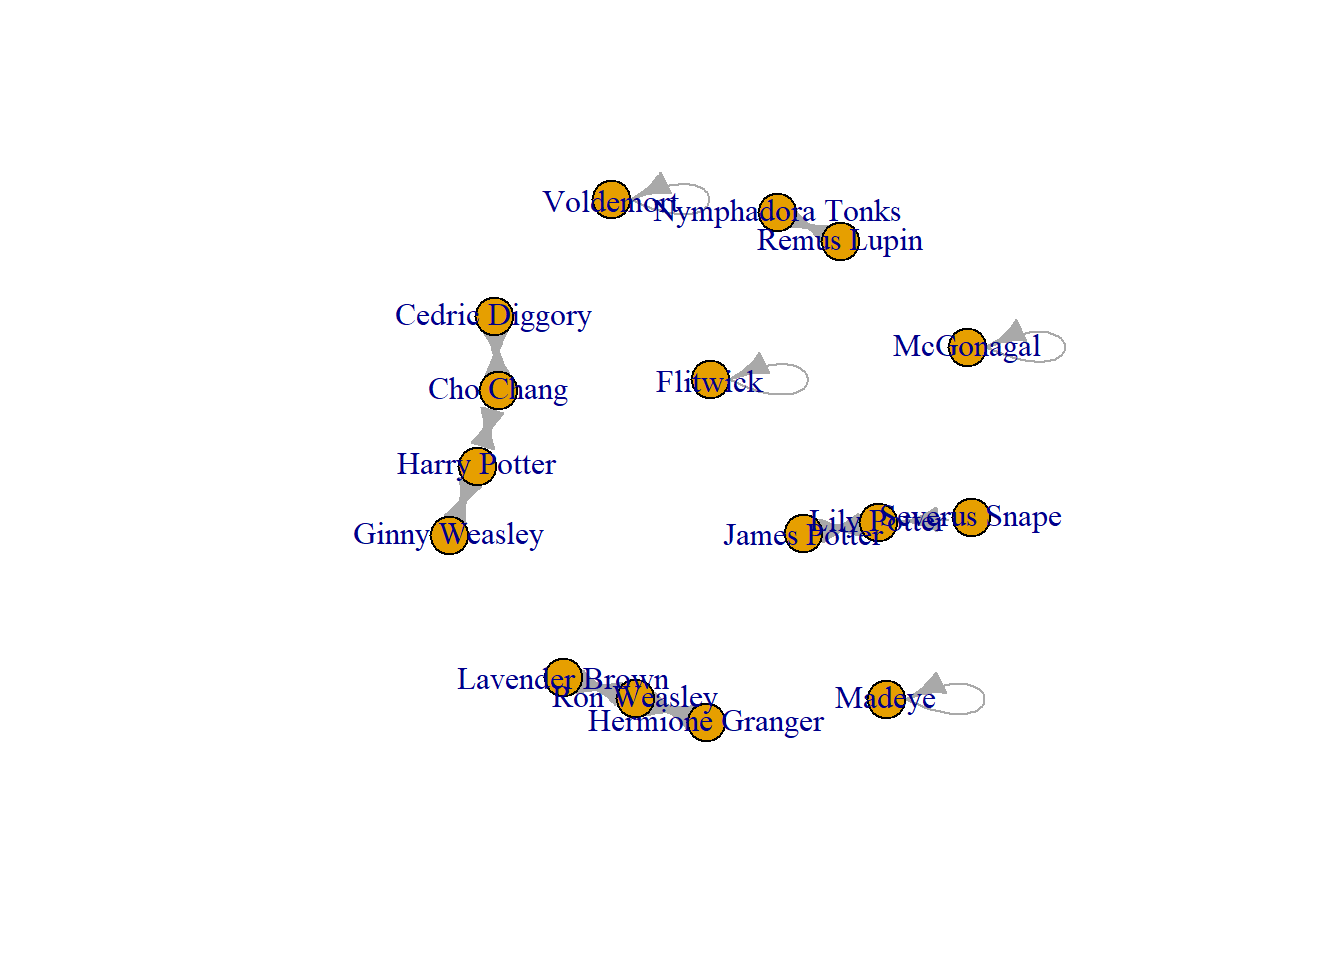 Voldemort
Nymphadora Tonks
Remus Lupin
Cedric Diggory
McGonagal
Flitwick
Cho Chang
Harry Potter
Ginny Weasley
James Potter
Lily Potter
Severus Snape
Lavender Brown
Ron Weasley
Hermione Granger
Madeye